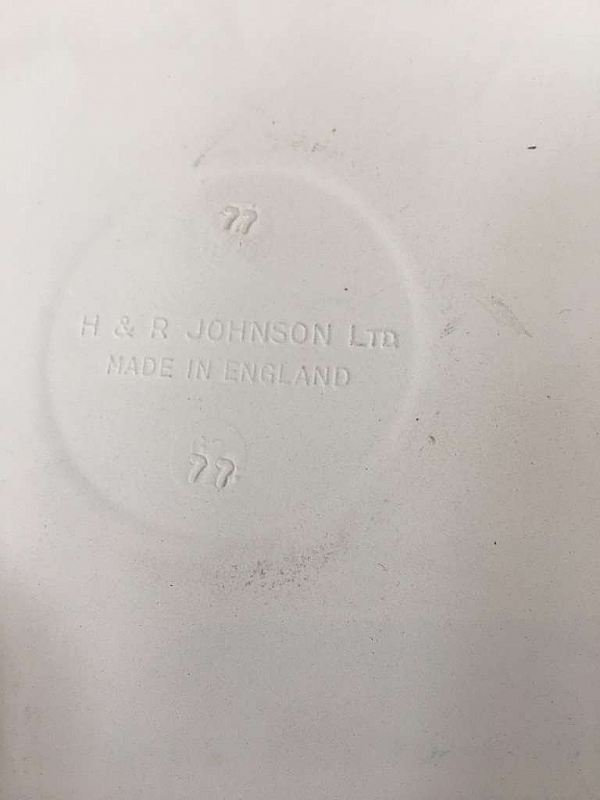 77
H & R JOHNSON LTD.
MADE IN ENGLAND
77